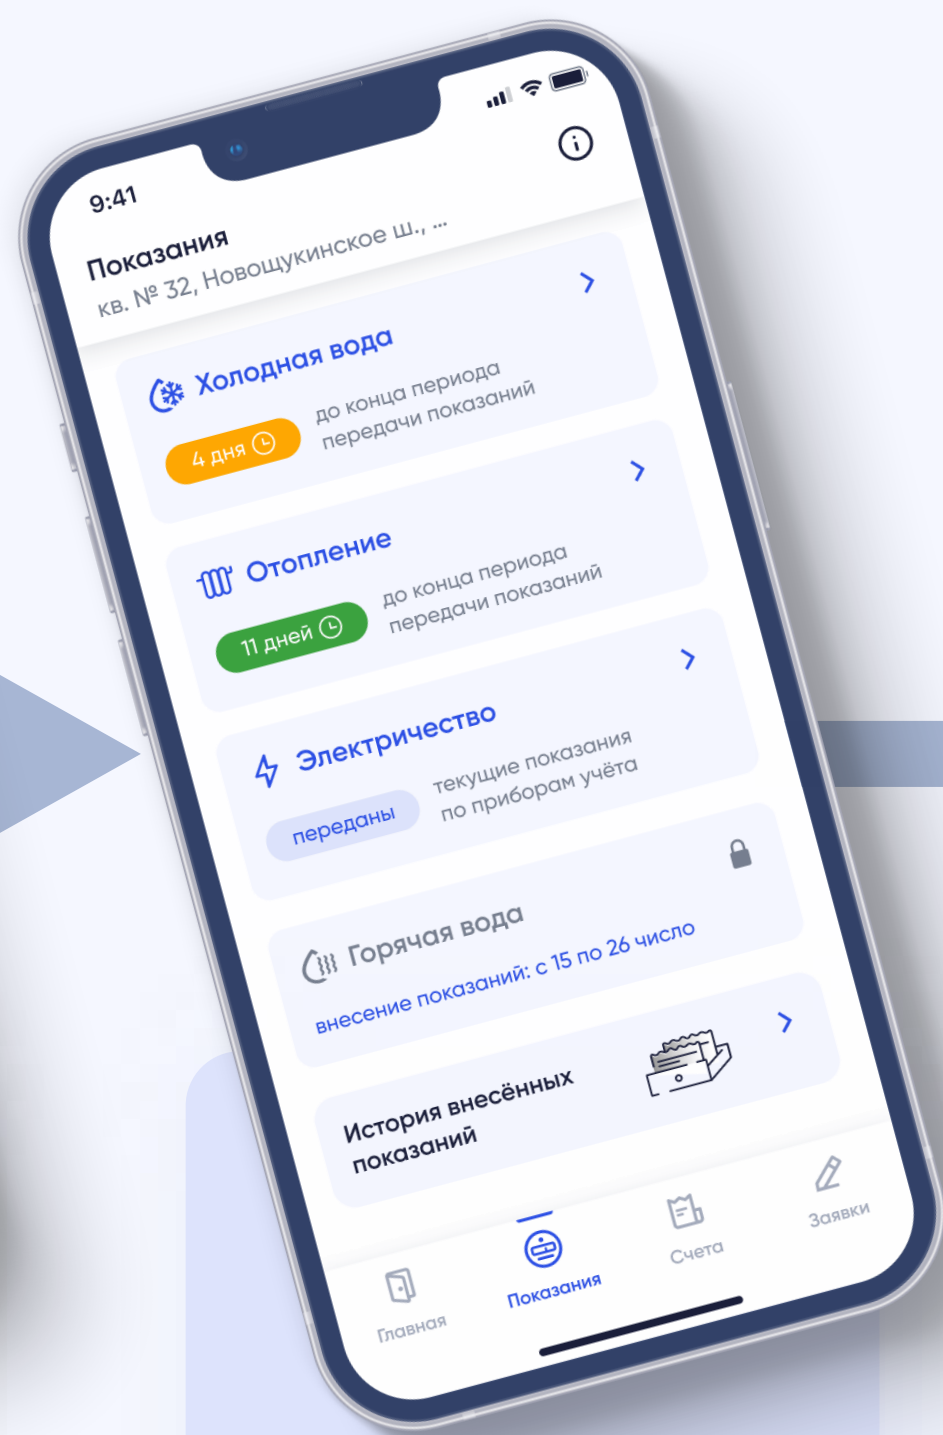 9:41
Показания
кв. № 32, Новощукинское ш., ...
Холодная вода
4 дня
до конца периода
передачи показаний
Отопление
11 дней
до конца периода
передачи показаний
Электричество
переданы
текущие показания
по приборам учёта
Горячая вода
внесение показаний: с 15 по 26 число
История внесённых
показаний
Главная
Показания
Счета
Заявки